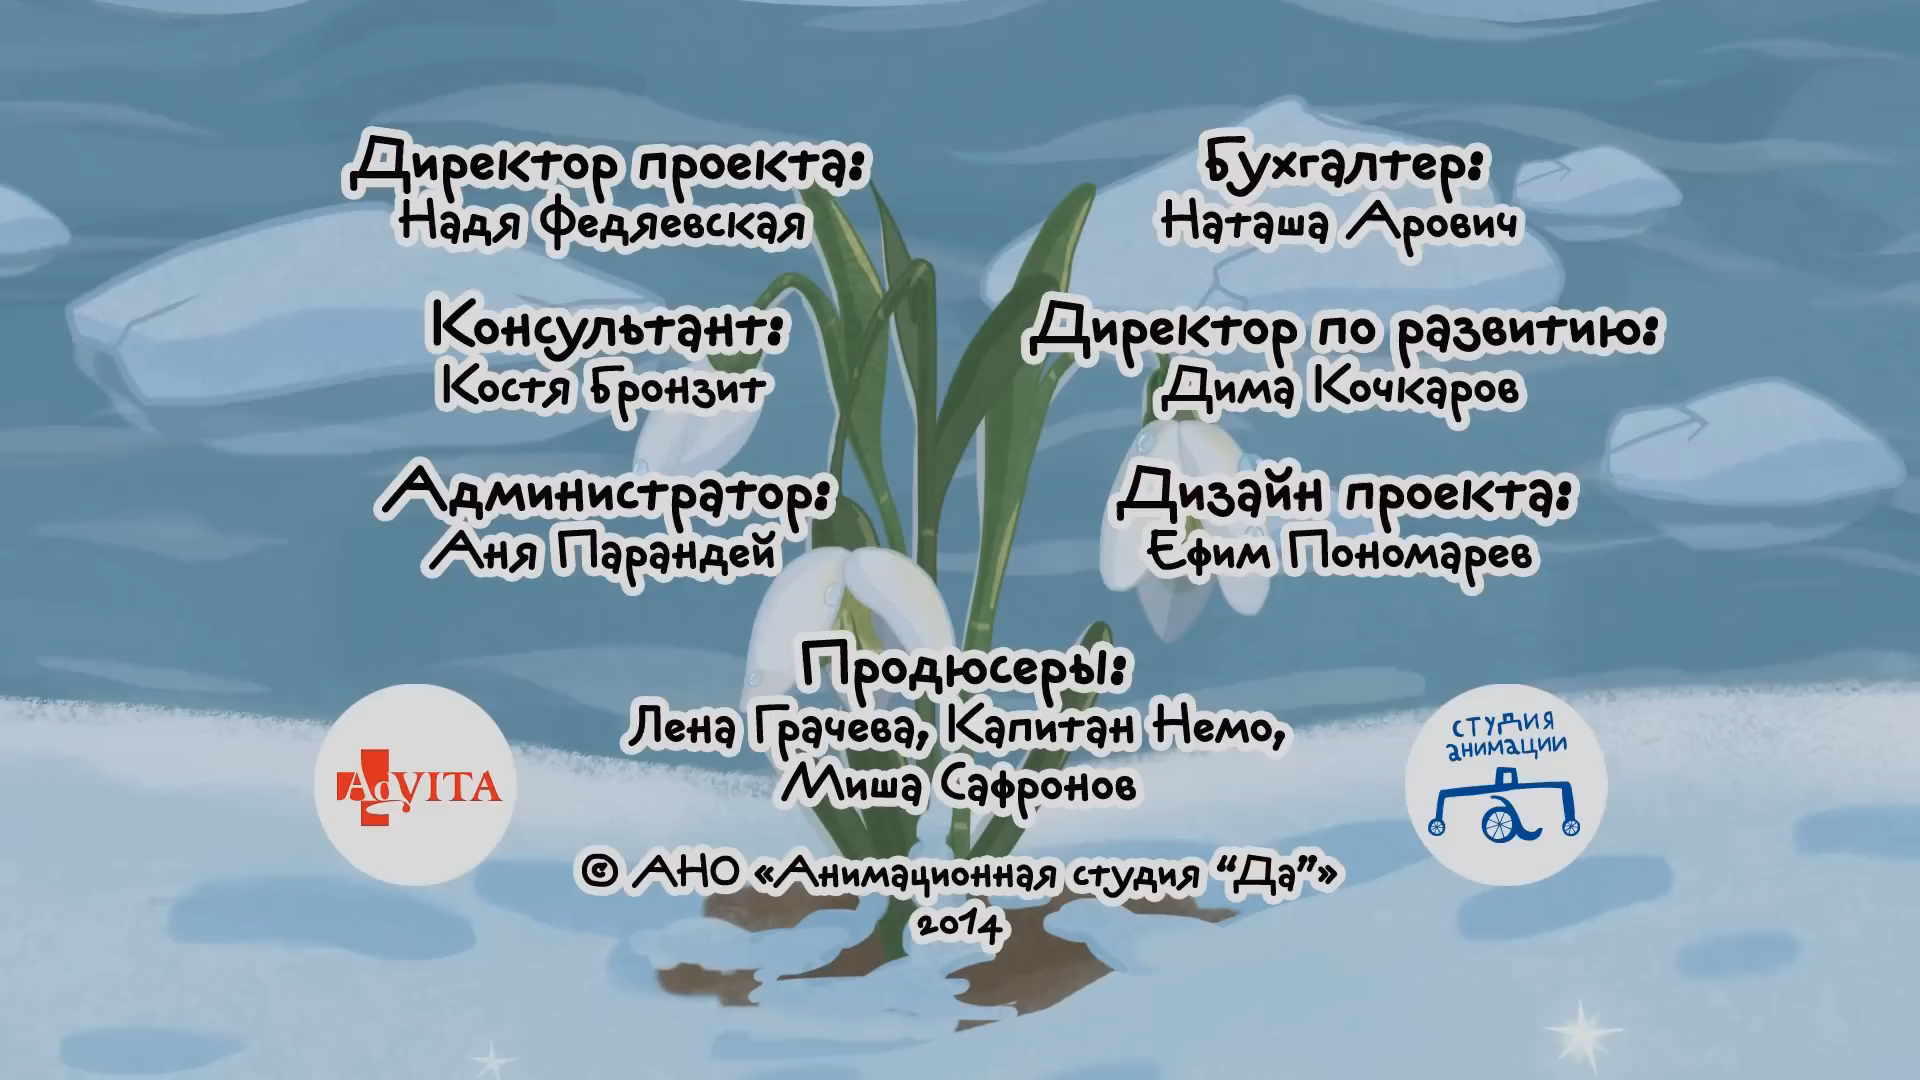 Директор проекта:
Надя Федяевская
Бухгалтер:
Наташа Арович
Консультант:
Костя Бронзит
Директор по развитию:
Дима Кочкаров
Администратор:
Аня Парандей
Дизайн проекта:
Ефим Пономарев
Продюсеры:
Лена Грачева, Капитан Немо,
Миша Сафронов
AdVITA
студия
анимации
да
© АНО «Анимационная студия “Да”»
2014